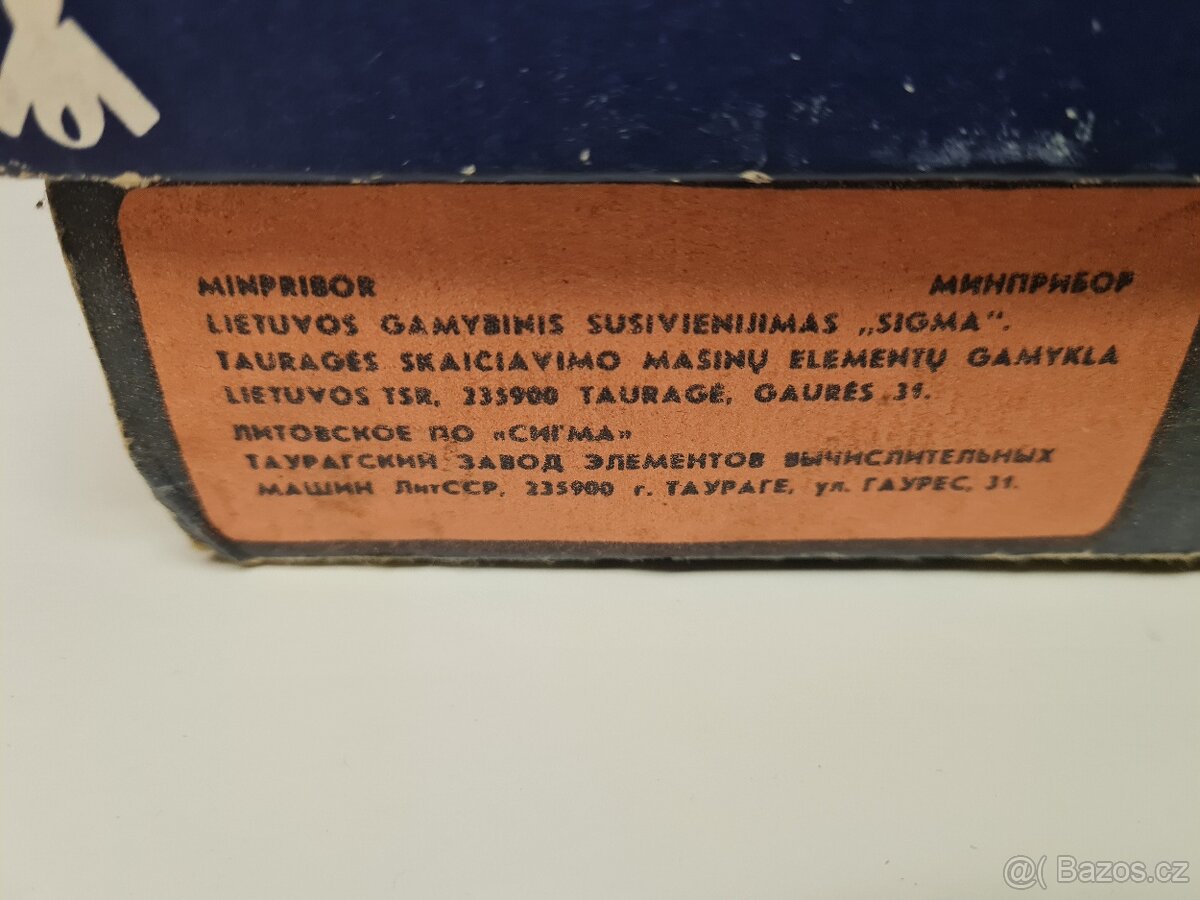 MINPRIBOR МИНПРИБОР
LIETUVOS GAMYBINIS SUSIVIENIJIMAS „SIGMA“.
TAURAGĖS SKAIČIAVIMO MAŠINŲ ELEMENTŲ GAMYKLA
LIETUVOS TSR, 235900 TAURAGĖ, GAURĖS 31.
ЛИТОВСКОЕ ПО «СИГМА»
ТАУРАГСКИЙ ЗАВОД ЭЛЕМЕНТОВ ВЫЧИСЛИТЕЛЬНЫХ
МАШИН ЛитССР, 235900 г. ТАУРАГЕ, ул. ГАУРЕС, 31.
Bazos.cz